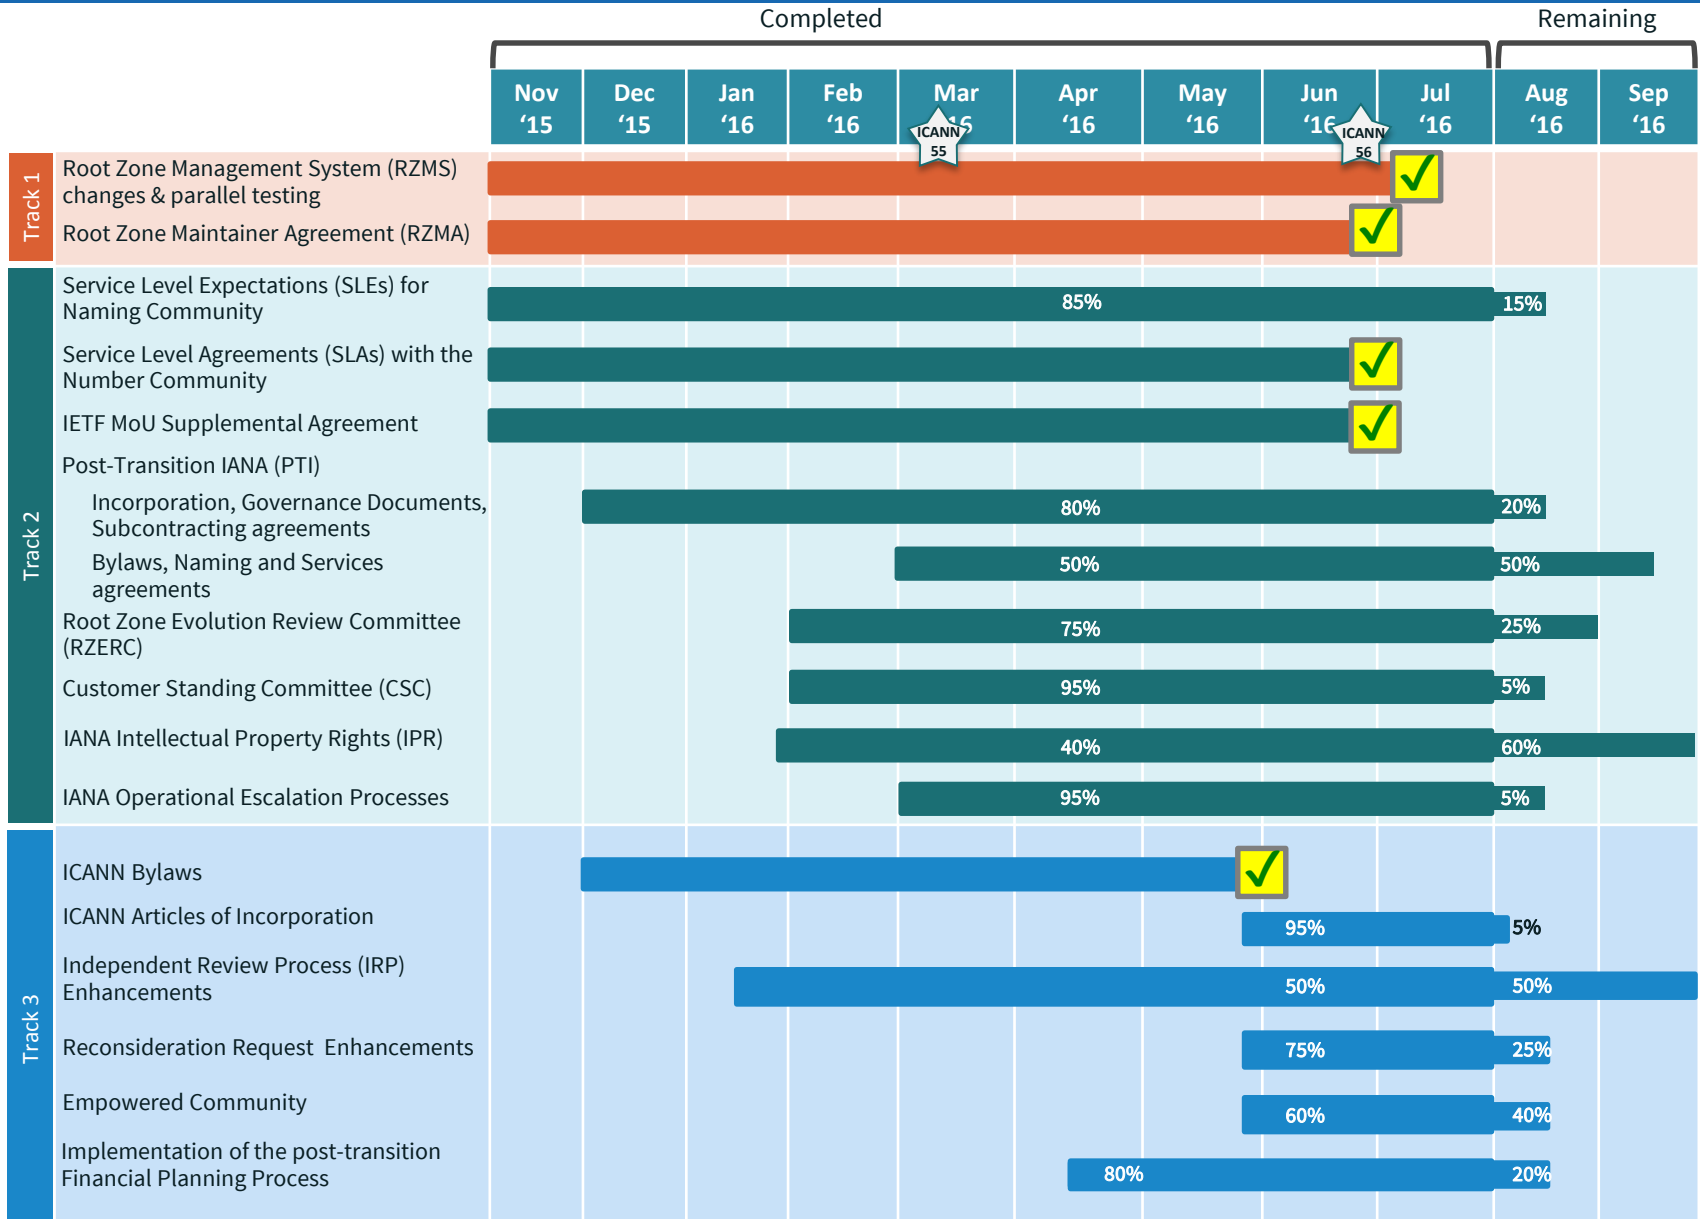 Completed
Remaining
Nov ‘15
Dec ‘15
Jan ‘16
Feb ‘16
Mar ‘16
Apr ‘16
May ‘16
Jun ‘16
Jul ‘16
Aug ‘16
Sep ‘16
ICANN 55
ICANN 56
Track 1
Root Zone Management System (RZMS)
changes & parallel testing
Root Zone Maintainer Agreement (RZMA)
Track 2
Service Level Expectations (SLEs) for
Naming Community
85%
15%
Service Level Agreements (SLAs) with the
Number Community
IETF MoU Supplemental Agreement
Post-Transition IANA (PTI)
Incorporation, Governance Documents,
Subcontracting agreements
80%
20%
Bylaws, Naming and Services
agreements
50%
50%
Root Zone Evolution Review Committee
(RZERC)
75%
25%
Customer Standing Committee (CSC)
95%
5%
IANA Intellectual Property Rights (IPR)
40%
60%
IANA Operational Escalation Processes
95%
5%
Track 3
ICANN Bylaws
ICANN Articles of Incorporation
95%
5%
Independent Review Process (IRP)
Enhancements
50%
50%
Reconsideration Request Enhancements
75%
25%
Empowered Community
60%
40%
Implementation of the post-transition
Financial Planning Process
80%
20%